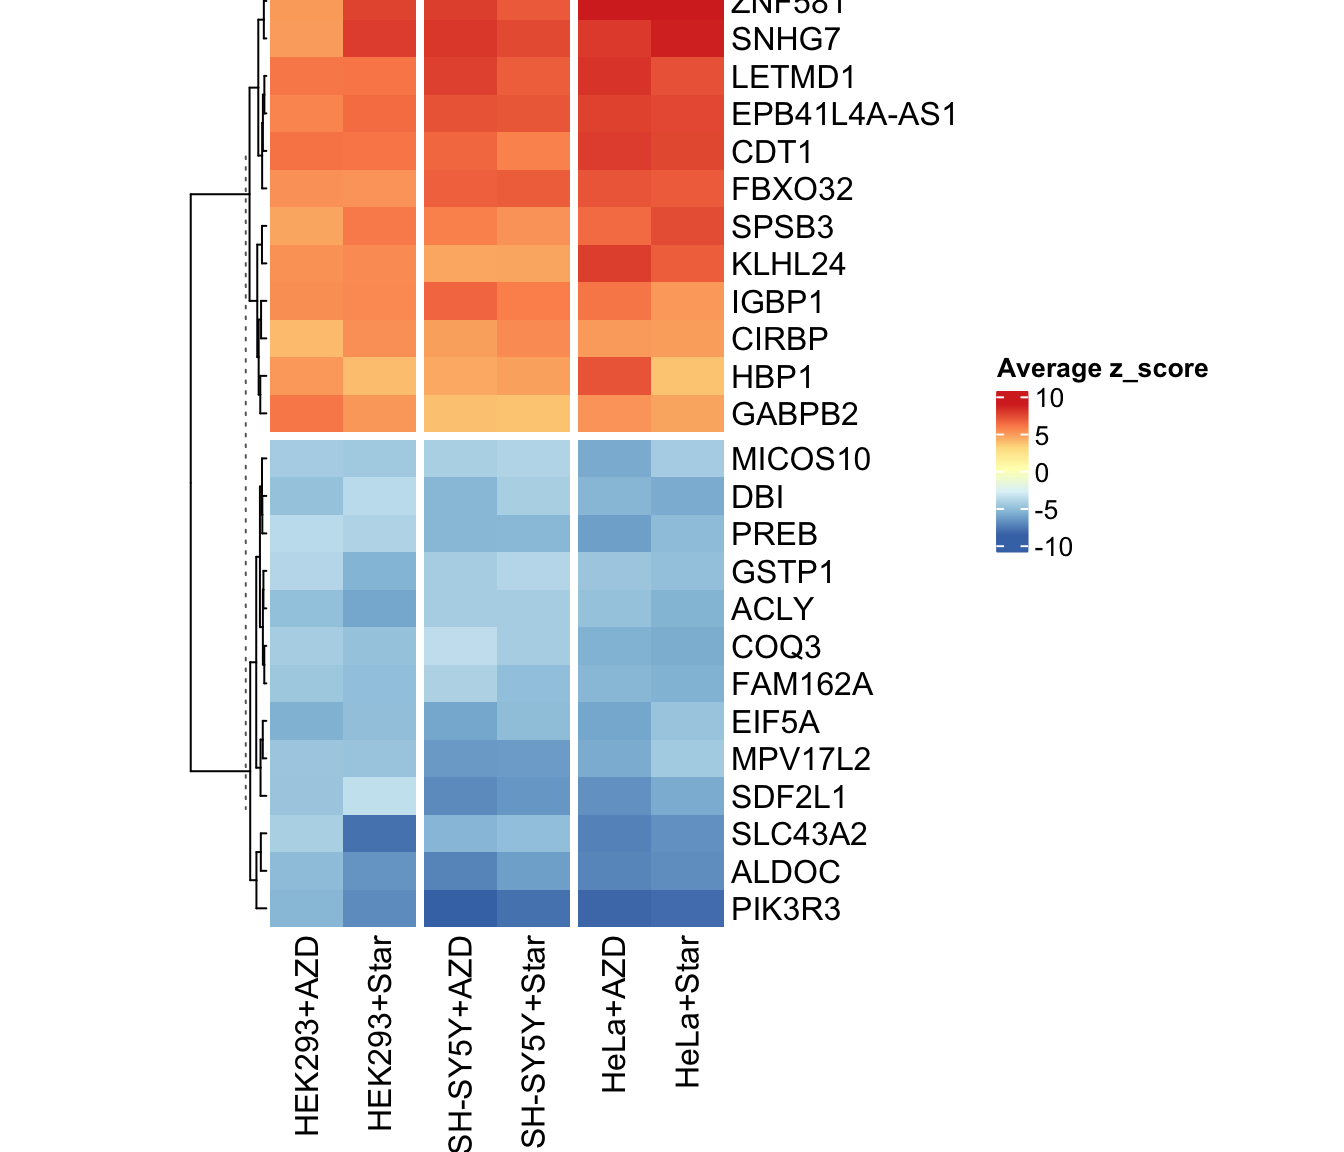 ZNF581
SNHG7
LETMD1
EPB41L4A-AS1
CDT1
FBXO32
SPSB3
KLHL24
IGBP1
CIRBP
HBP1
GABPB2
MICOS10
DBI
PREB
GSTP1
ACLY
COQ3
FAM162A
EIF5A
MPV17L2
SDF2L1
SLC43A2
ALDOC
PIK3R3
HEK293+AZD
HEK293+Star
SH-SY5Y+AZD
SH-SY5Y+Star
HeLa+AZD
HeLa+Star
Average z_score
10
5
0
-5
-10